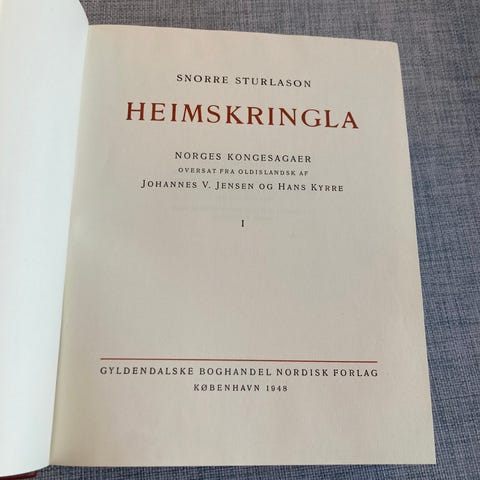 SNORRE STURLASON
HEIMSKRINGLA
NORGES KONGESAGAER
OVERSAT FRA OLDISLANDSK AF
JOHANNES V. JENSEN OG HANS KYRRE
I
GYLDENDALSKE BOGHANDEL NORDISK FORLAG
KØBENHAVN 1948